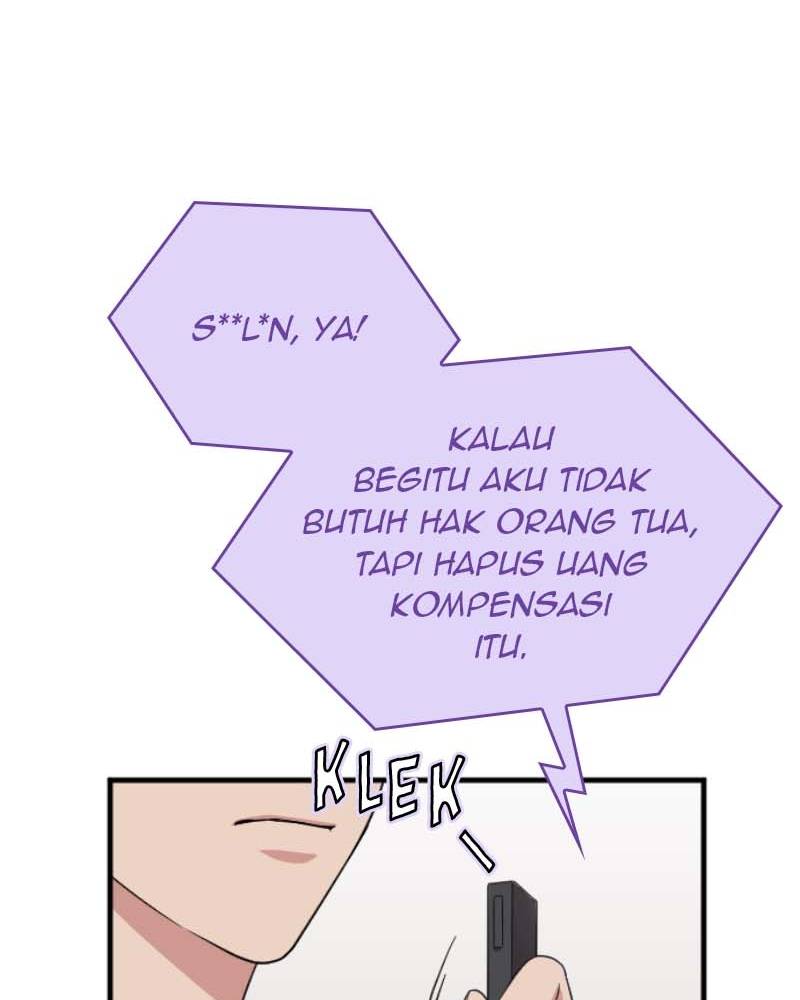 S**L*N, YA!
KALAU
BEGITU AKU TIDAK
BUTUH HAK ORANG TUA,
TAPI HAPUS UANG
KOMPENSASI
ITU.
KLEK